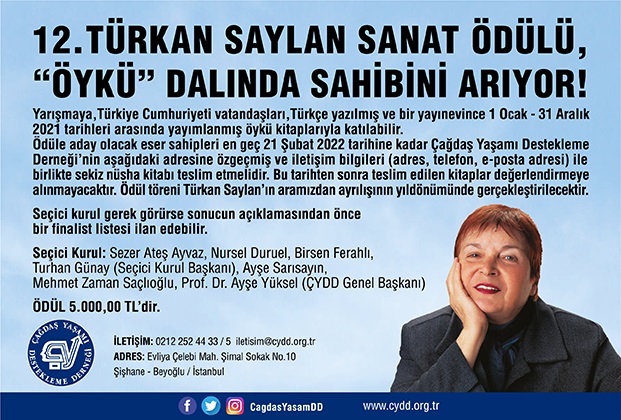 12. TÜRKAN SAYLAN SANAT ÖDÜLÜ,
“ÖYKÜ” DALINDA SAHİBİNİ ARIYOR!
Yarışmaya,Türkiye Cumhuriyeti vatandaşları,Türkçe yazılmış ve bir yayınevince 1 Ocak - 31 Aralık
2021 tarihleri arasında yayımlanmış öykü kitaplarıyla katılabilir.
Ödüle aday olacak eser sahipleri en geç 21 Şubat 2022 tarihine kadar Çağdaş Yaşamı Destekleme
Derneği’nin aşağıdaki adresine özgeçmiş ve iletişim bilgileri (adres, telefon, e-posta adresi) ile
birlikte sekiz nüsha kitabı teslim etmelidir. Bu tarihten sonra teslim edilen kitaplar değerlendirmeye
alınmayacaktır. Ödül töreni Türkan Saylan’ın aramızdan ayrılışının yıldönümünde gerçekleştirilecektir.
Seçici kurul gerek görürse sonucun açıklamasından önce
bir finalist listesi ilan edebilir.
Seçici Kurul: Sezer Ateş Ayvaz, Nursel Duruel, Birsen Ferahlı,
Turhan Günay (Seçici Kurul Başkanı), Ayşe Sarısayın,
Mehmet Zaman Saçlıoğlu, Prof. Dr. Ayşe Yüksel (ÇYDD Genel Başkanı)
ÖDÜL 5.000,00 TL’dir.
ÇAĞDAŞ YAŞAMI
DESTEKLEME DERNEĞİ
İLETİŞİM: 0212 252 44 33 / 5 iletisim@cydd.org.tr
ADRES: Evliya Çelebi Mah. Şimal Sokak No.10
Şişhane - Beyoğlu / İstanbul
CagdasYasamDD
www.cydd.org.tr